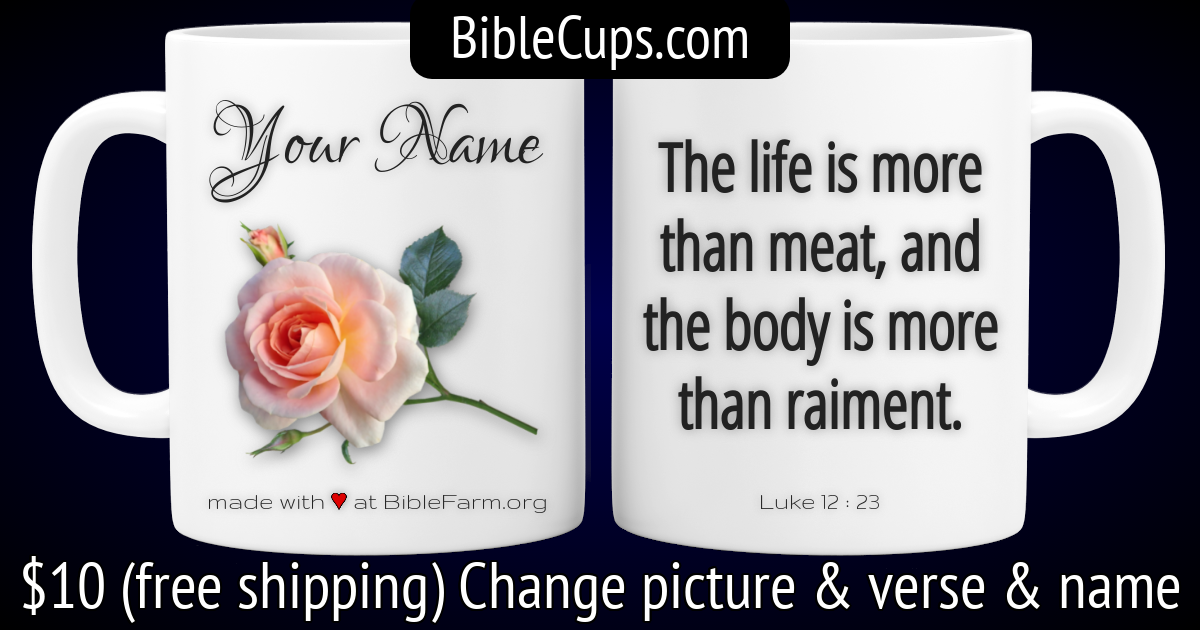 BibleCups.com
Your Name
made with ♥ at BibleFarm.org
The life is more
than meat, and
the body is more
than raiment.
Luke 12 : 23
$10 (free shipping) Change picture & verse & name